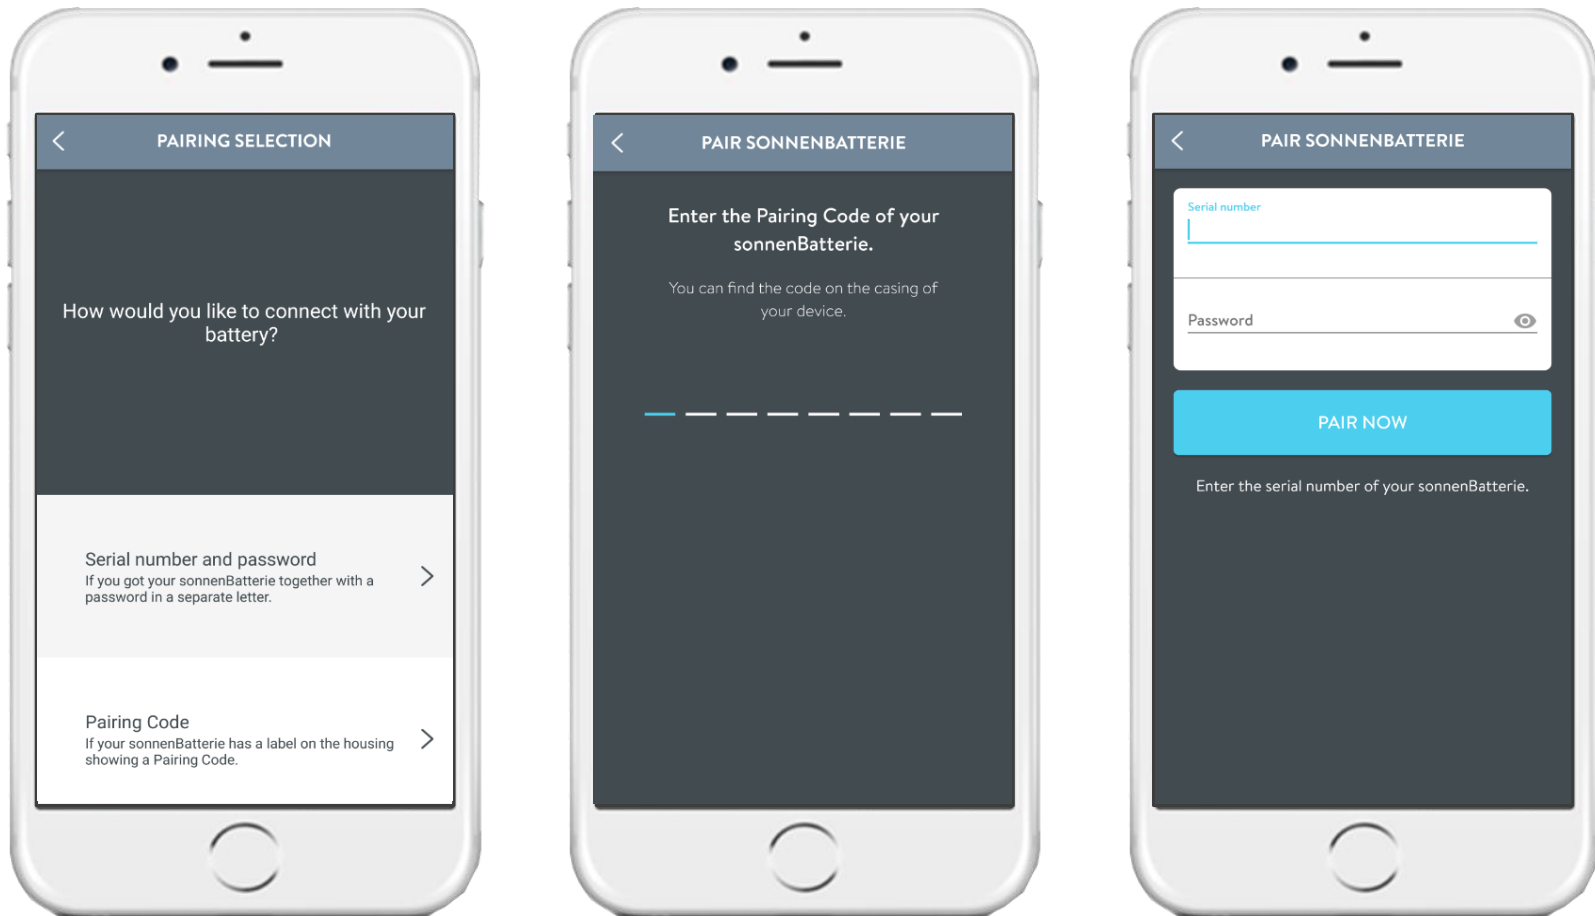 PAIRING SELECTION
How would you like to connect with your
battery?
Serial number and password
If you got your sonnenBatterie together with a
password in a separate letter.
Pairing Code
If your sonnenBatterie has a label on the housing
showing a Pairing Code.
PAIR SONNENBATTERIE
Enter the Pairing Code of your
sonnenBatterie.
You can find the code on the casing of
your device.
PAIR SONNENBATTERIE
Serial number
Password
PAIR NOW
Enter the serial number of your sonnenBatterie.